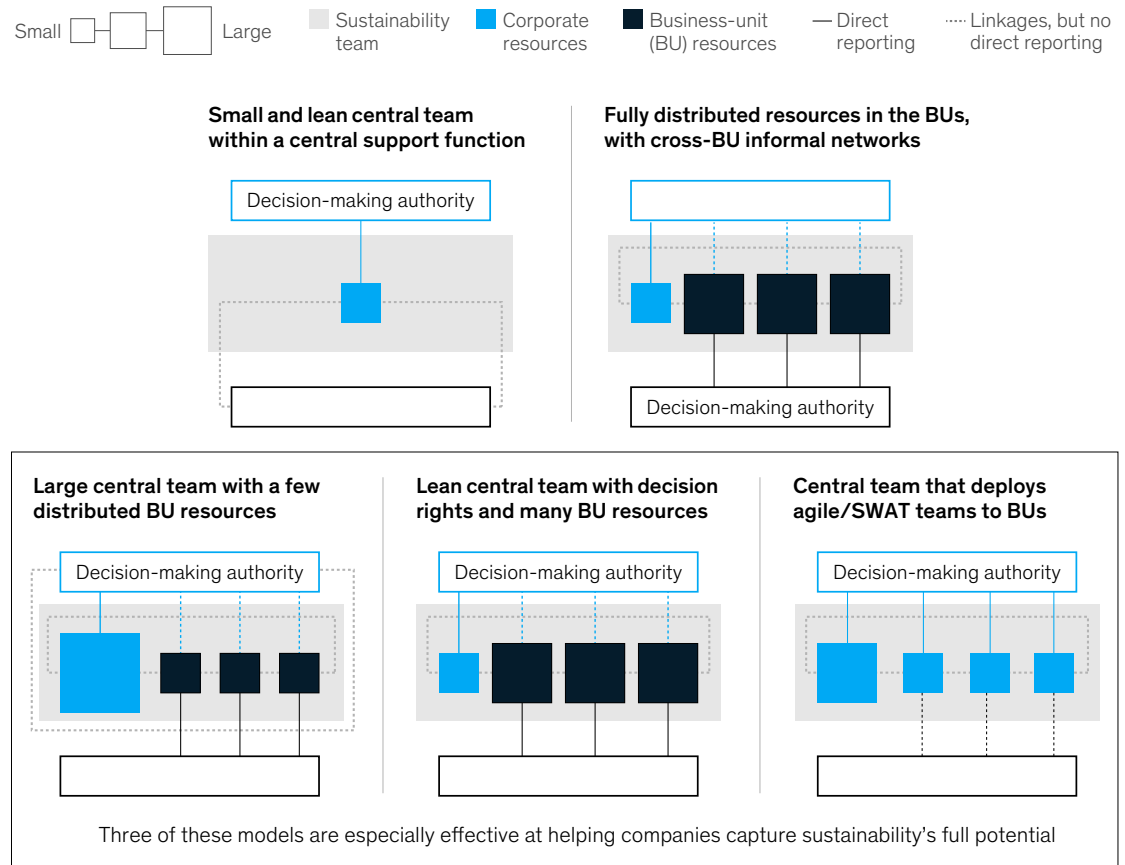 Small
Large
Sustainability
team
Corporate
resources
Business-unit
(BU) resources
Direct
reporting
Linkages, but no
direct reporting
Small and lean central team
within a central support function
Decision-making authority
Fully distributed resources in the BUs,
with cross-BU informal networks
Decision-making authority
Large central team with a few
distributed BU resources
Decision-making authority
Lean central team with decision
rights and many BU resources
Decision-making authority
Central team that deploys
agile/SWAT teams to BUs
Decision-making authority
Three of these models are especially effective at helping companies capture sustainability’s full potential